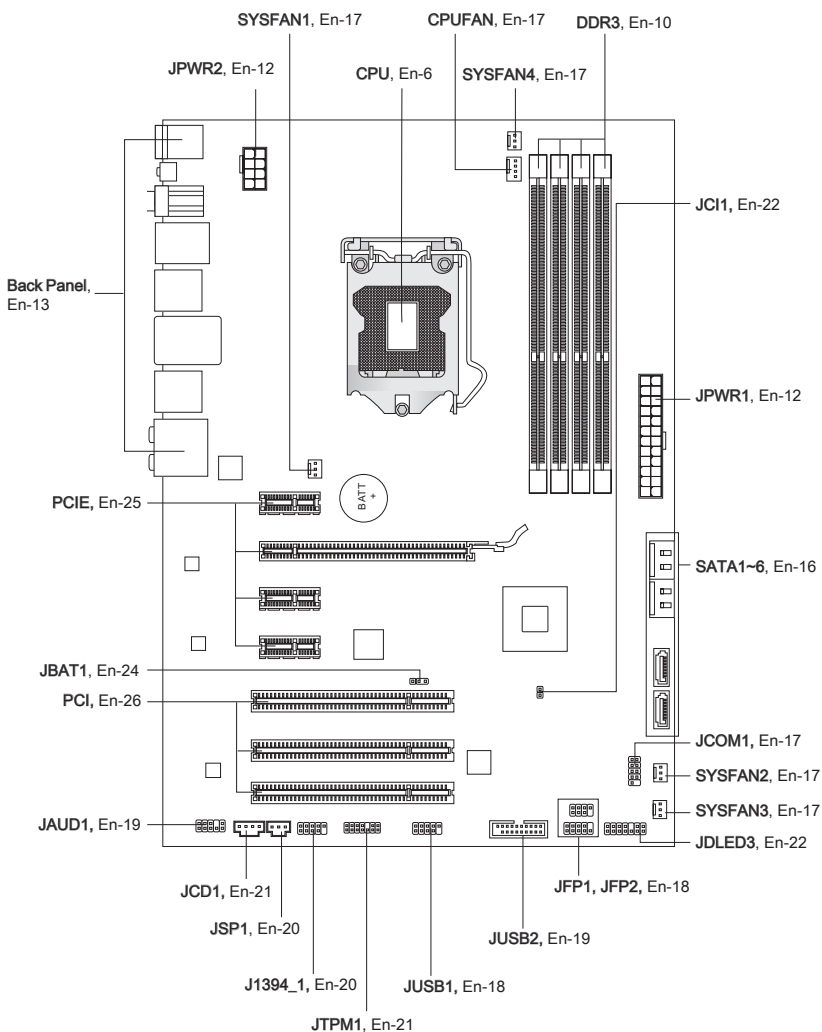 SYSFAN1, En-17
CPUFAN, En-17
DDR3, En-10
JPWR2, En-12
CPU, En-6
SYSFAN4, En-17
JCI1, En-22
Back Panel,
En-13
JPWR1, En-12
PCIE, En-25
BATT
+
SATA1~6, En-16
JBAT1, En-24
PCI, En-26
JCOM1, En-17
SYSFAN2, En-17
SYSFAN3, En-17
JAUD1, En-19
JDLED3, En-22
JCD1, En-21
JFP1, JFP2, En-18
JSP1, En-20
JUSB2, En-19
J1394_1, En-20
JUSB1, En-18
JTPM1, En-21